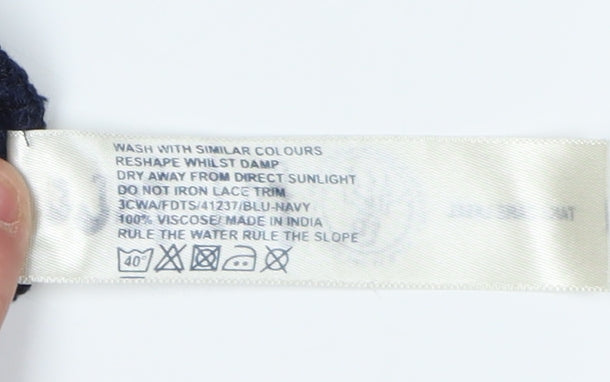 WASH WITH SIMILAR COLOURS
RESHAPE WHILST DAMP
DRY AWAY FROM DIRECT SUNLIGHT
DO NOT IRON LACE TRIM
3CWA/FDTS/41237/BLU-NAVY
100% VISCOSE/ MADE IN INDIA
RULE THE WATER RULE THE SLOPE
40°